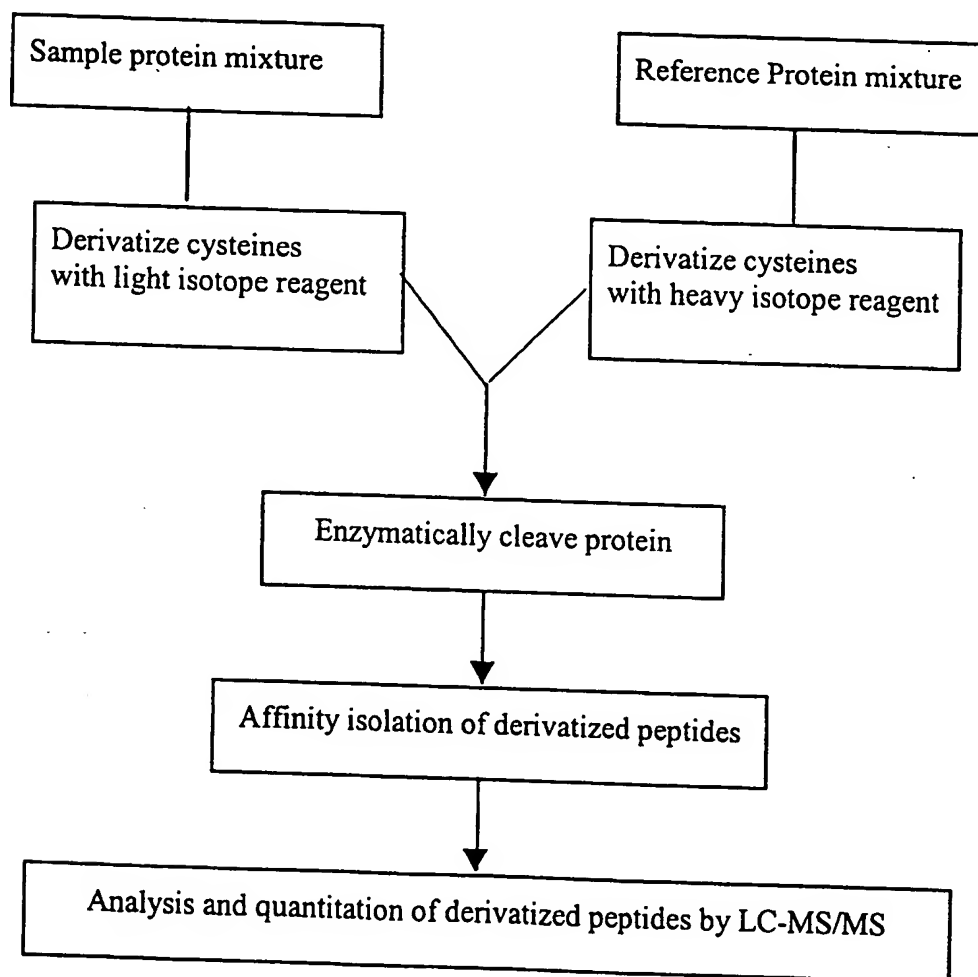 Sample protein mixture
Reference Protein mixture
Derivatize cysteines
with light isotope reagent
Derivatize cysteines
with heavy isotope reagent
Enzymatically cleave protein
Affinity isolation of derivatized peptides
Analysis and quantitation of derivatized peptides by LC-MS/MS